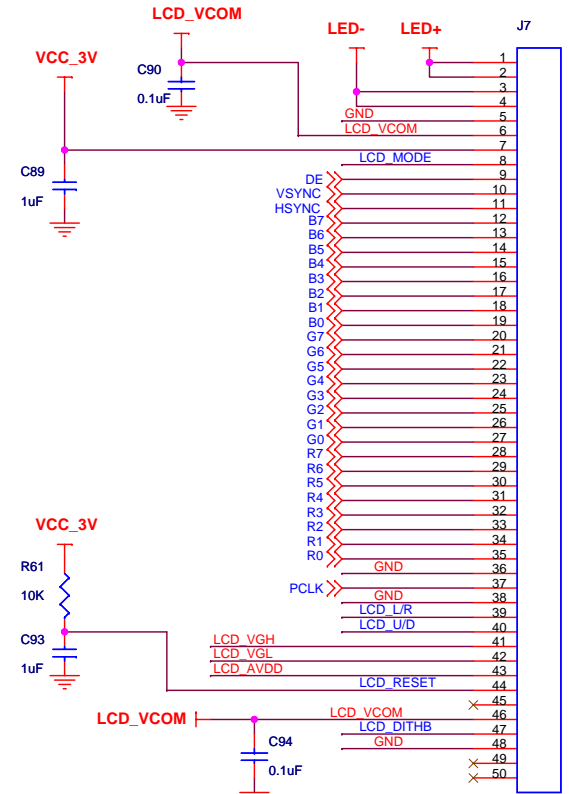 LCD_VCOM
LED-
LED+
J7
VCC_3V
C90
0.1uF
C89
1uF
1
2
3
4
GND
5
LCD_VCOM
6
7
LCD_MODE
8
DE
9
VSYNC
10
HSYNC
11
B7
12
B6
13
B5
14
B4
15
B3
16
B2
17
B1
18
B0
19
G7
20
G6
21
G5
22
G4
23
G3
24
G2
25
G1
26
G0
27
R7
28
R6
29
R5
30
R4
31
R3
32
R2
33
R1
34
R0
35
GND
36
PCLK
37
GND
38
LCD_L/R
39
LCD_U/D
40
LCD_VGH
41
LCD_VGL
42
LCD_AVDD
43
LCD_RESET
44
45
LCD_VCOM
46
LCD_DITHB
47
GND
48
49
50
VCC_3V
R61
10K
C93
1uF
LCD_VCOM
C94
0.1uF